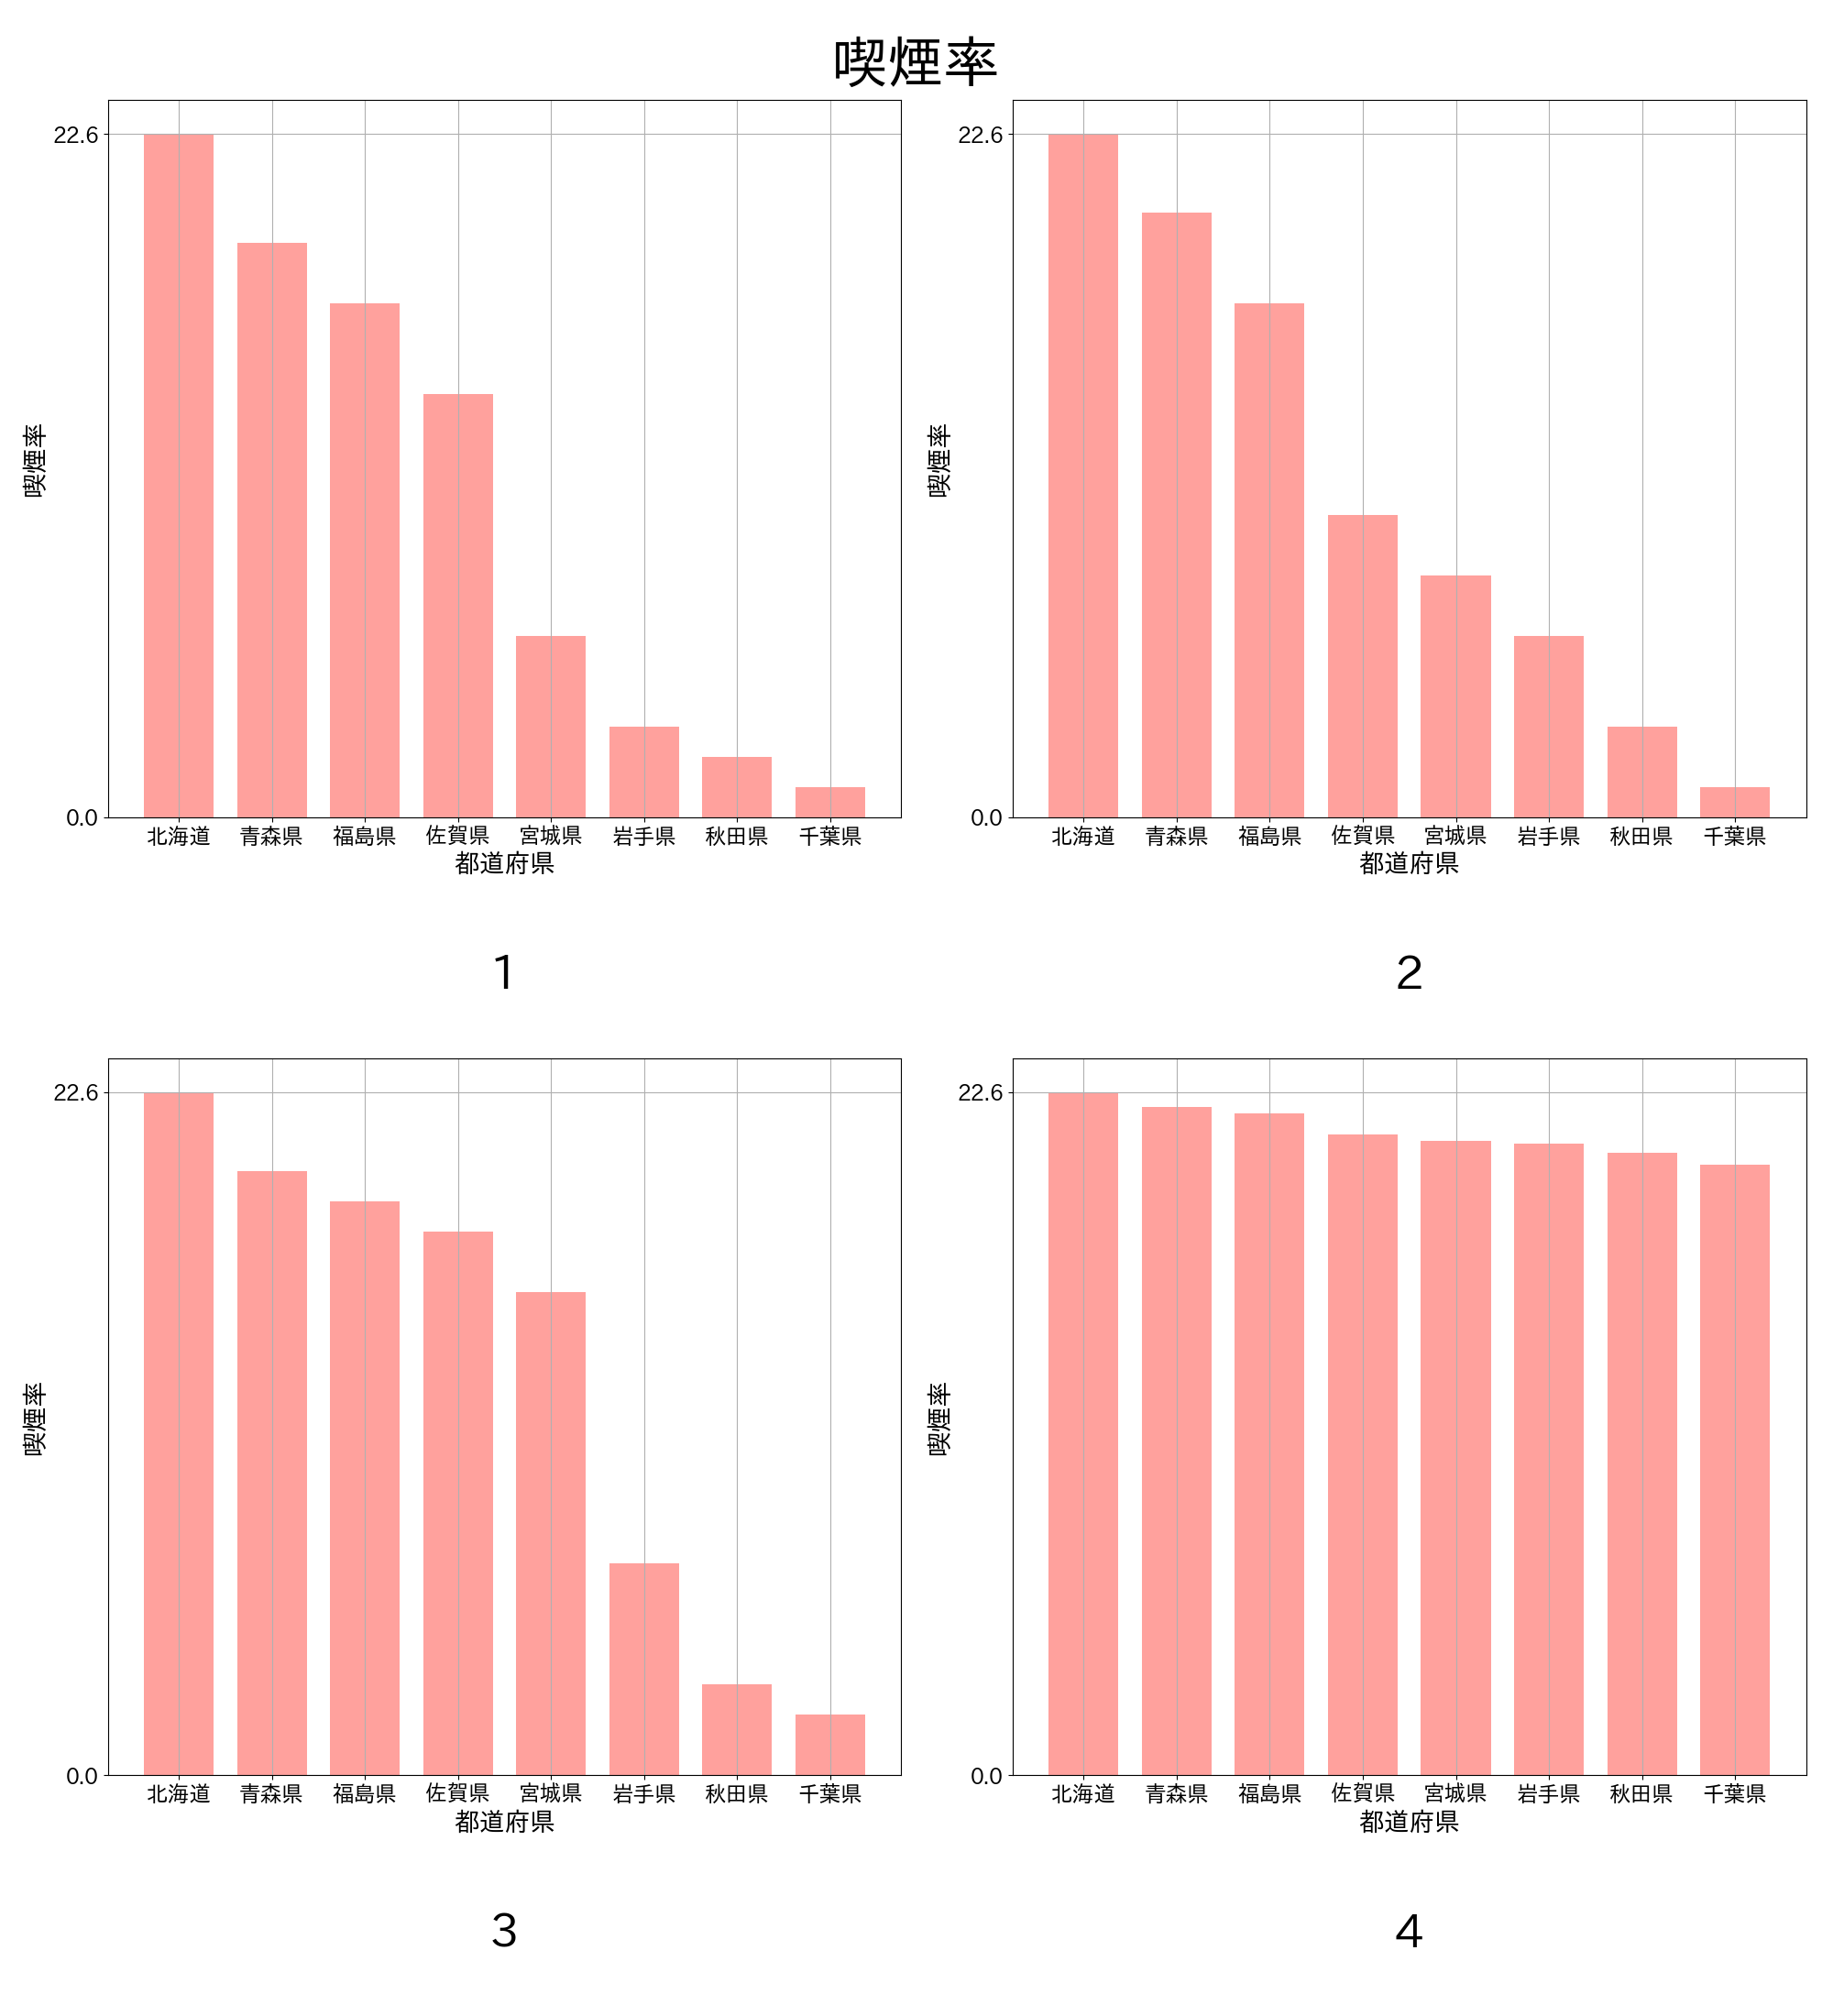 喫煙率
22.6
喫煙率
0.0
北海道 青森県 福島県 佐賀県 宮城県 岩手県 秋田県 千葉県
都道府県
1
22.6
喫煙率
0.0
北海道 青森県 福島県 佐賀県 宮城県 岩手県 秋田県 千葉県
都道府県
2
22.6
喫煙率
0.0
北海道 青森県 福島県 佐賀県 宮城県 岩手県 秋田県 千葉県
都道府県
3
22.6
喫煙率
0.0
北海道 青森県 福島県 佐賀県 宮城県 岩手県 秋田県 千葉県
都道府県
4